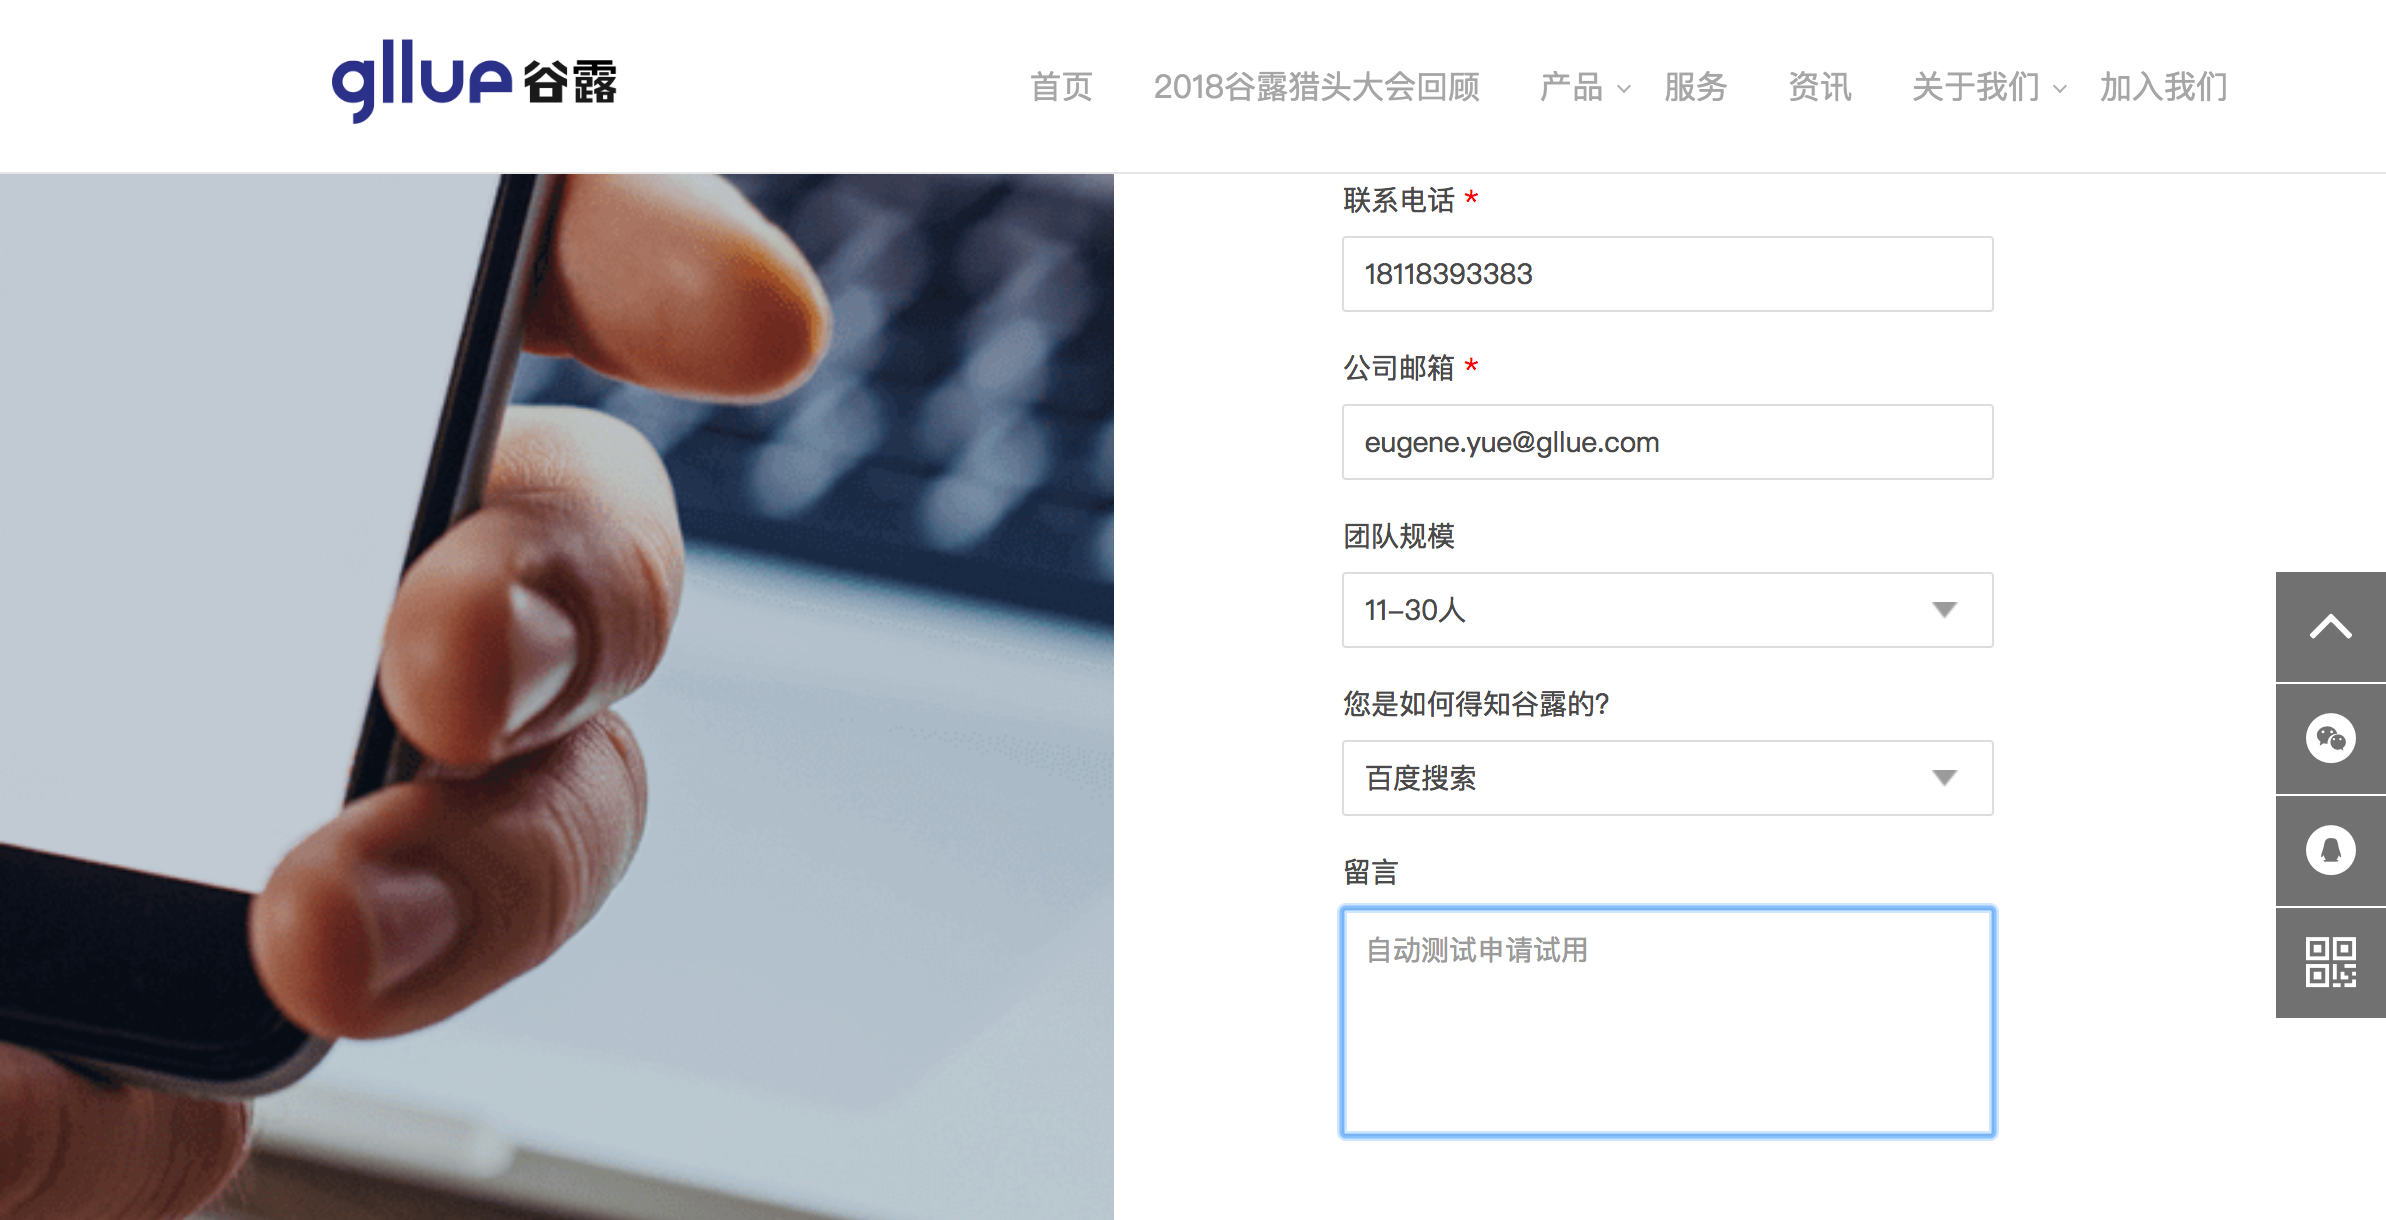 gllue 谷露
首页 2018谷露猎头大会回顾 产品 服务 资讯 关于我们 加入我们
联系电话 *
18118393383
公司邮箱 *
eugene.yue@gllue.com
团队规模
11-30人
您是如何得知谷露的?
百度搜索
留言
自动测试申请试用